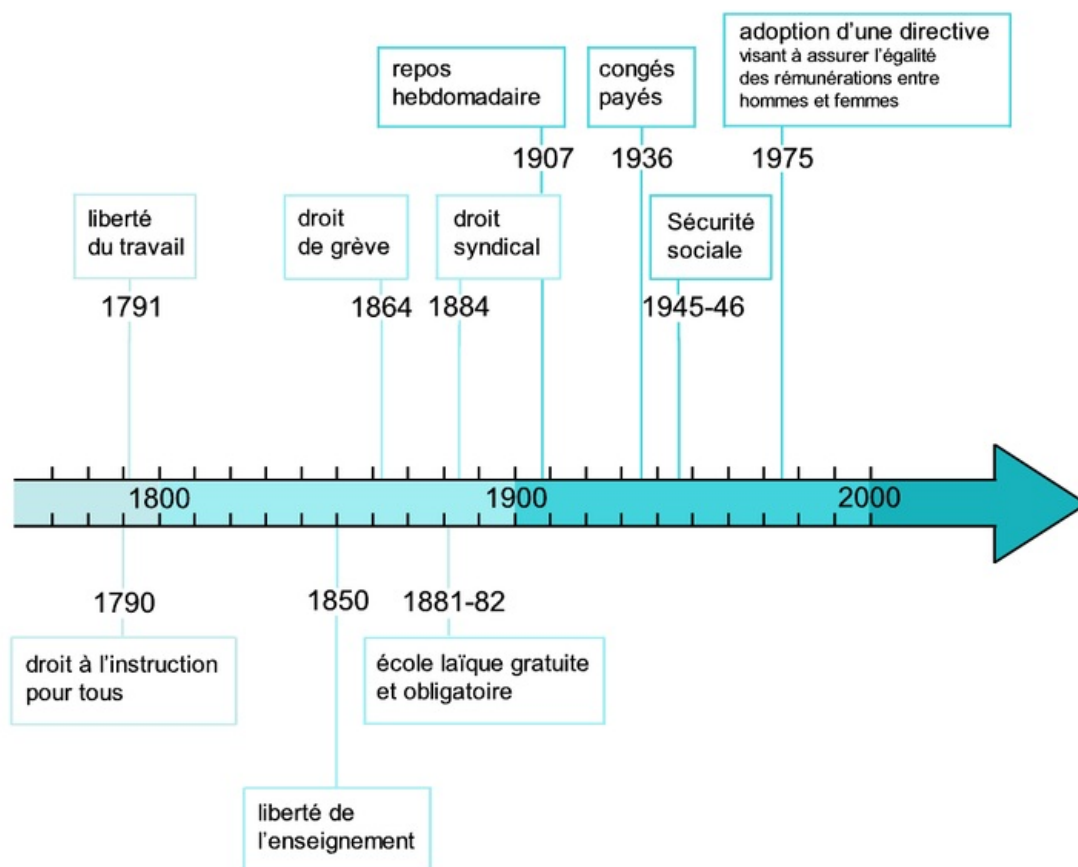 adoption d’une directive
visant à assurer l’égalité
des rémunérations entre
hommes et femmes
repos
hebdomadaire
congés
payés
1907
1936
1975
liberté
du travail
droit
de grève
droit
syndical
Sécurité
sociale
1791
1864
1884
1945-46
1800
1900
2000
1790
1850
1881-82
droit à l’instruction
pour tous
école laïque gratuite
et obligatoire
liberté de
l’enseignement